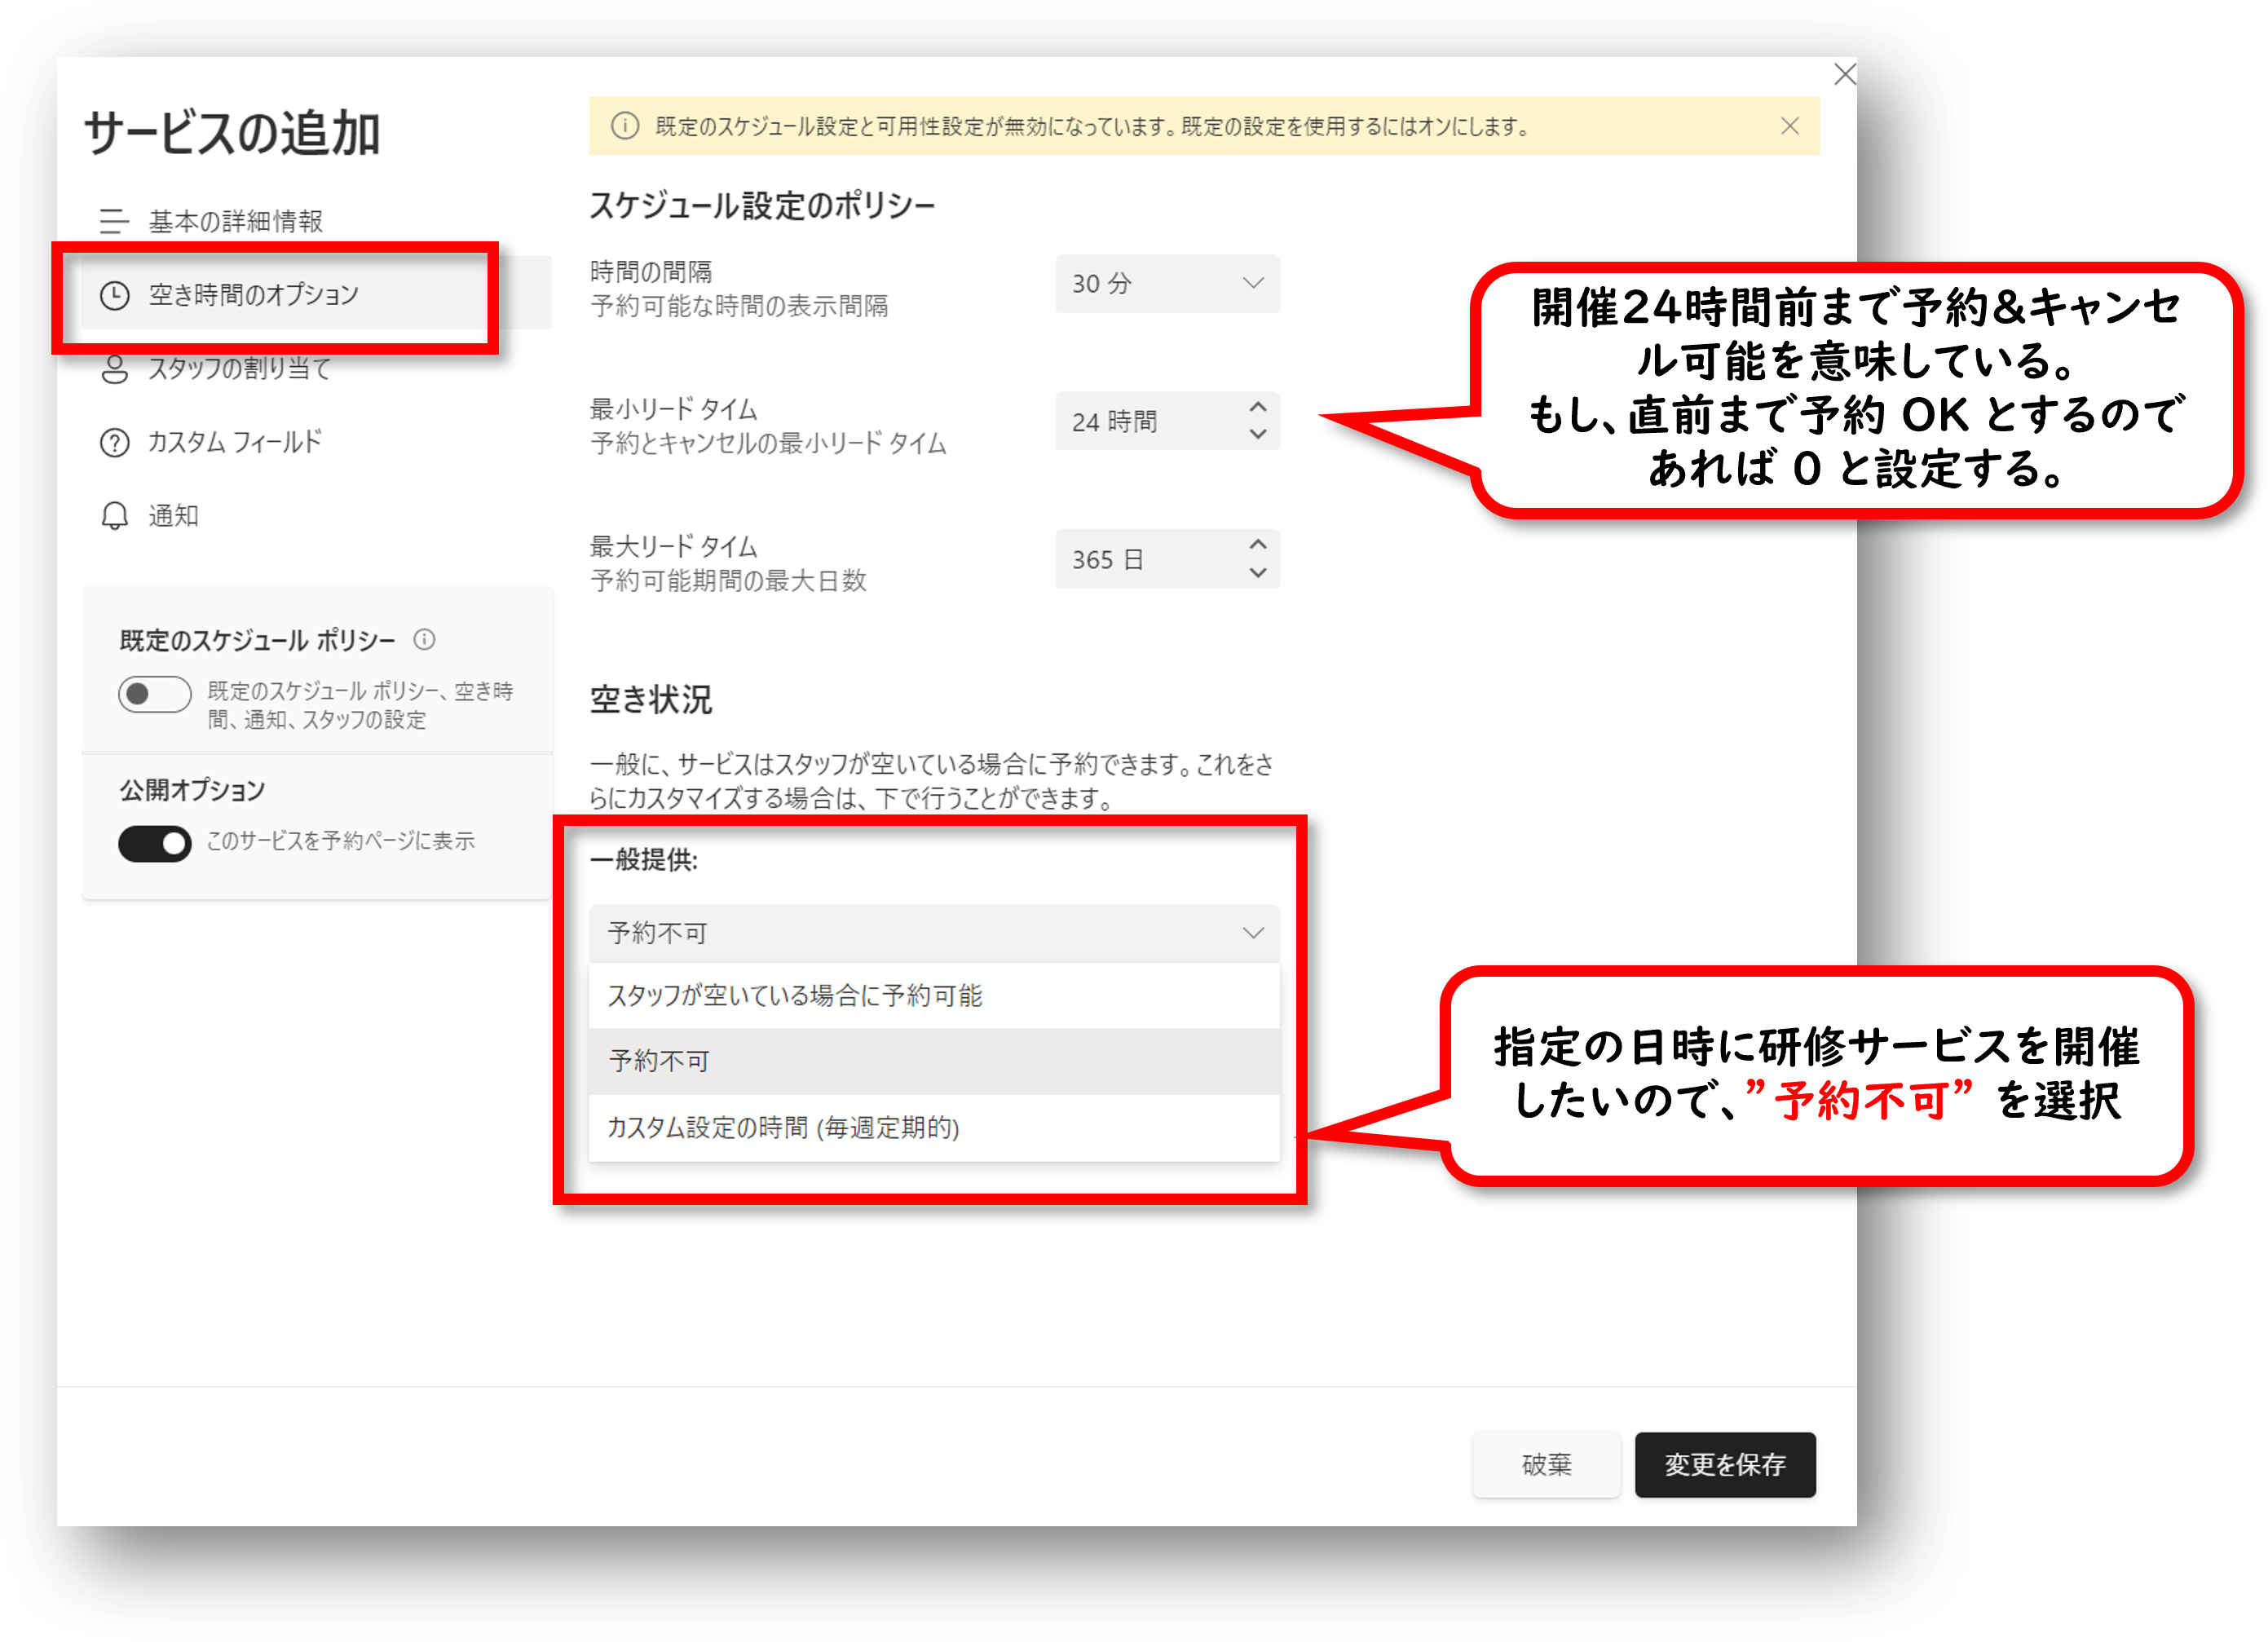 サービスの追加
基本の詳細情報
空き時間のオプション
スタッフの割り当て
カスタム フィールド
通知
既定のスケジュール ポリシー
既定のスケジュール ポリシー、空き時
間、通知、スタッフの設定
公開オプション
このサービスを予約ページに表示
既定のスケジュール設定と可用性設定が無効になっています。既定の設定を使用するにはオンにします。
スケジュール設定のポリシー
時間の間隔
予約可能な時間の表示間隔
30 分
最小リード タイム
予約とキャンセルの最小リード タイム
24 時間
最大リード タイム
予約可能期間の最大日数
365 日
空き状況
一般に、サービスはスタッフが空いている場合に予約できます。これをさ
らにカスタマイズする場合は、下で行うことができます。
一般提供:
予約不可
スタッフが空いている場合に予約可能
予約不可
カスタム設定の時間 (毎週定期的)
開催24時間前まで予約&キャンセ
ル可能を意味している。
もし、直前まで予約 OK とするので
あれば 0 と設定する。
指定の日時に研修サービスを開催
したいので、”予約不可” を選択
破棄
変更を保存